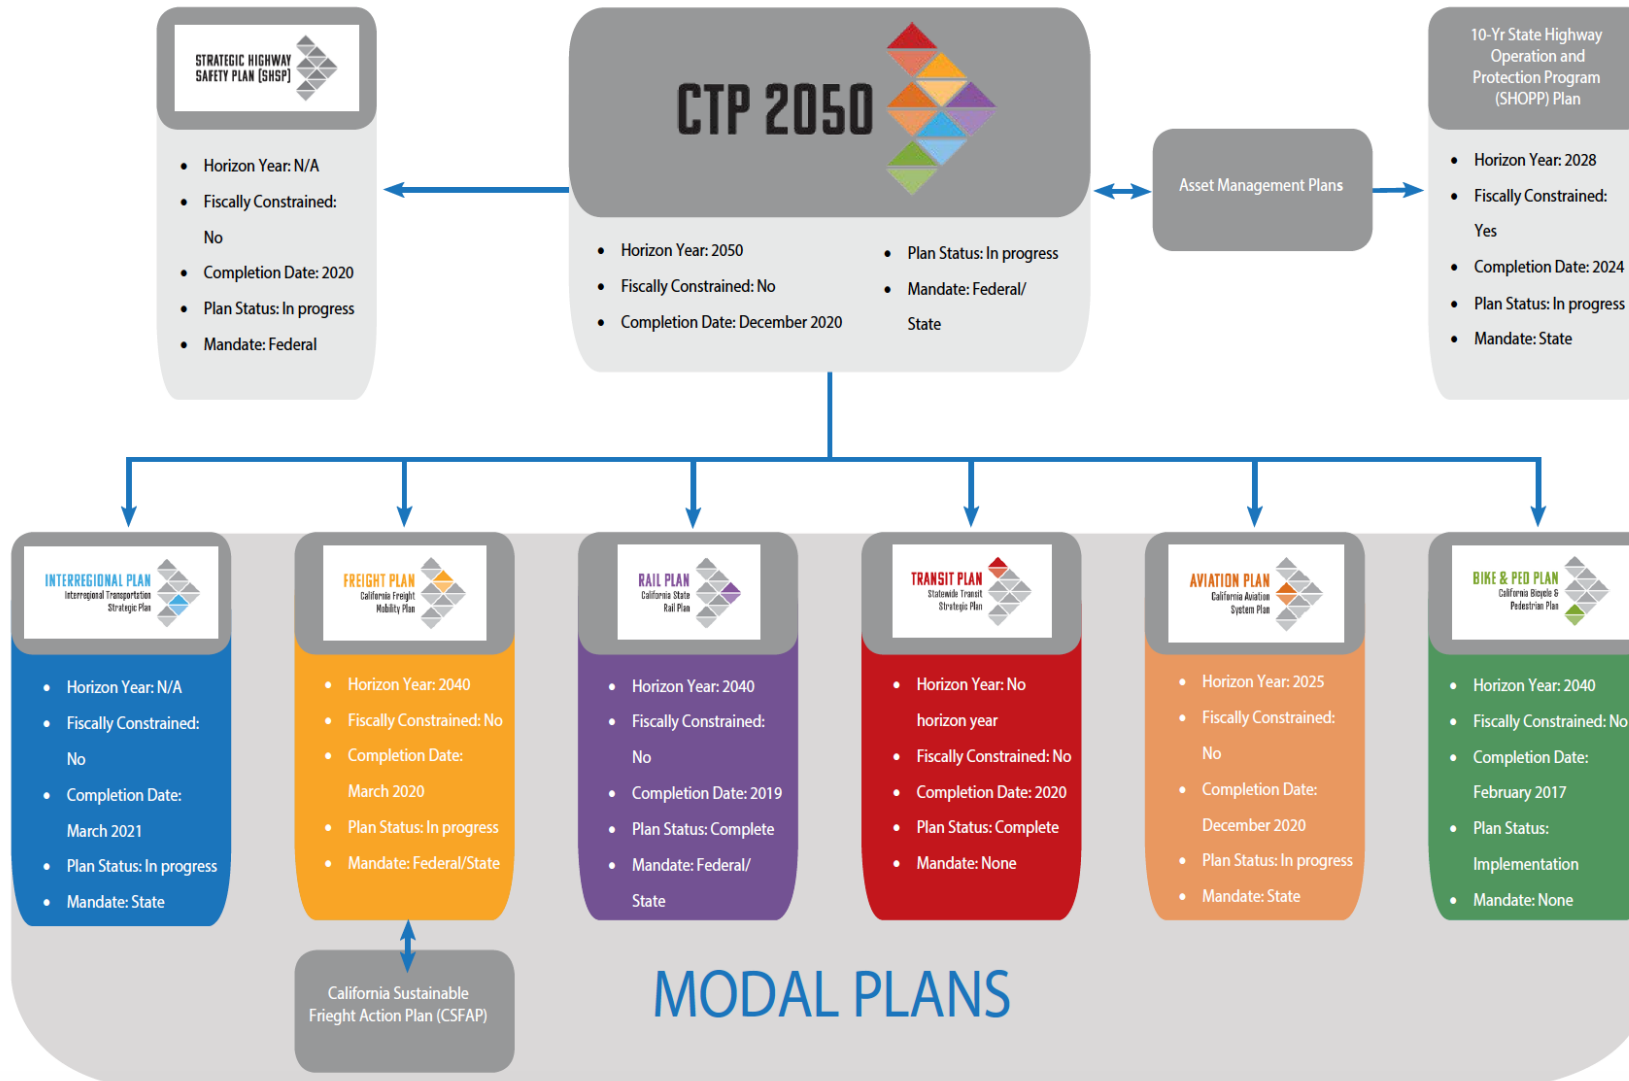 STRATEGIC HIGHWAY
SAFETY PLAN (SHSP)
• Horizon Year: N/A
• Fiscally Constrained:
No
• Completion Date: 2020
• Plan Status: In progress
• Mandate: Federal
CTP 2050
• Horizon Year: 2050
• Fiscally Constrained: No
• Completion Date: December 2020
• Plan Status: In progress
• Mandate: Federal/
State
Asset Management Plans
10-Yr State Highway
Operation and
Protection Program
(SHOPP) Plan
• Horizon Year: 2028
• Fiscally Constrained:
Yes
• Completion Date: 2024
• Plan Status: In progress
• Mandate: State
INTERREGIONAL PLAN
Interregional Transportation
Strategic Plan
• Horizon Year: N/A
• Fiscally Constrained:
No
• Completion Date:
March 2021
• Plan Status: In progress
• Mandate: State
FREIGHT PLAN
California Freight
Mobility Plan
• Horizon Year: 2040
• Fiscally Constrained: No
• Completion Date:
March 2020
• Plan Status: In progress
• Mandate: Federal/State
California Sustainable
Frieght Action Plan (CSFAP)
RAIL PLAN
California State
Rail Plan
• Horizon Year: 2040
• Fiscally Constrained:
No
• Completion Date: 2019
• Plan Status: Complete
• Mandate: Federal/
State
TRANSIT PLAN
Statewide Transit
Strategic Plan
• Horizon Year: No
horizon year
• Fiscally Constrained: No
• Completion Date: 2020
• Plan Status: Complete
• Mandate: None
AVIATION PLAN
California Aviation
System Plan
• Horizon Year: 2025
• Fiscally Constrained:
No
• Completion Date:
December 2020
• Plan Status: In progress
• Mandate: State
BIKE & PED PLAN
California Bicycle &
Pedestrian Plan
• Horizon Year: 2040
• Fiscally Constrained: No
• Completion Date:
February 2017
• Plan Status:
Implementation
• Mandate: None
MODAL PLANS